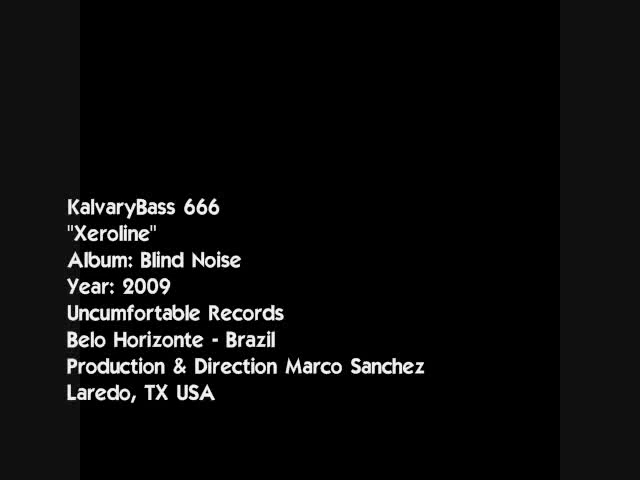 KalvaryBass 666
"Xeroline"
Album: Blind Noise
Year: 2009
Uncumfortable Records
Belo Horizonte - Brazil
Production & Direction Marco Sanchez
Laredo, TX USA